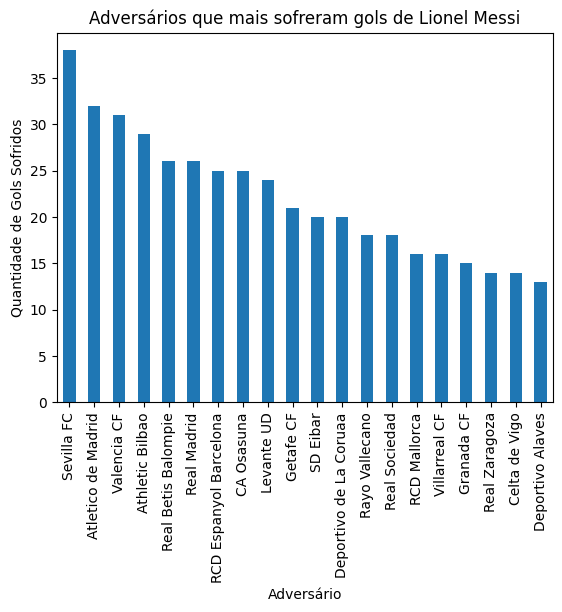 Adversários que mais sofreram gols de Lionel Messi
Quantidade de Gols Sofridos
35
30
25
20
15
10
5
0
Sevilla FC
Atletico de Madrid
Valencia CF
Athletic Bilbao
Real Betis Balompie
Real Madrid
RCD Espanyol Barcelona
CA Osasuna
Levante UD
Getafe CF
SD Eibar
Deportivo de La Coruaa
Rayo Vallecano
Real Sociedad
RCD Mallorca
Villarreal CF
Granada CF
Real Zaragoza
Celta de Vigo
Deportivo Alaves
Adversário